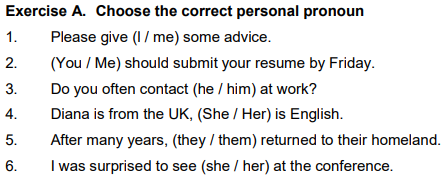 Exercise A. Choose the correct personal pronoun
1. Please give (I / me) some advice.
2. (You / Me) should submit your resume by Friday.
3. Do you often contact (he / him) at work?
4. Diana is from the UK, (She / Her) is English.
5. After many years, (they / them) returned to their homeland.
6. I was surprised to see (she / her) at the conference.